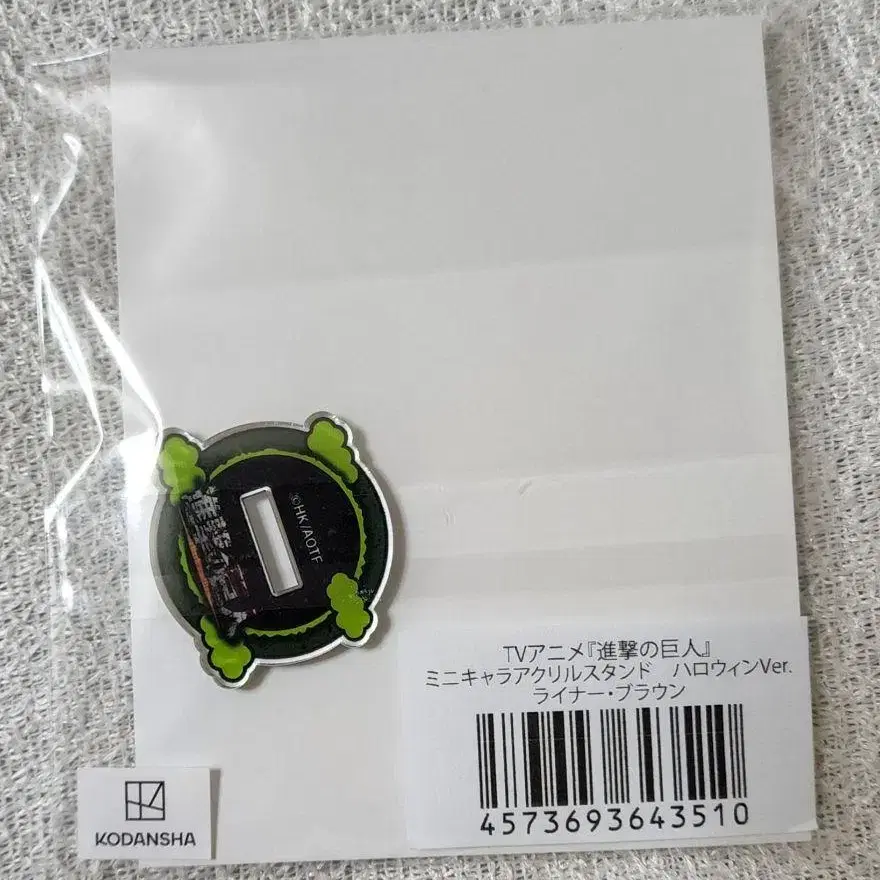 進撃の巨人
©HK/AOTF
TVアニメ『進撃の巨人』
ミニキャラアクリルスタンド ハロウィンVer.
ライナー・ブラウン
4573693643510
KODANSHA